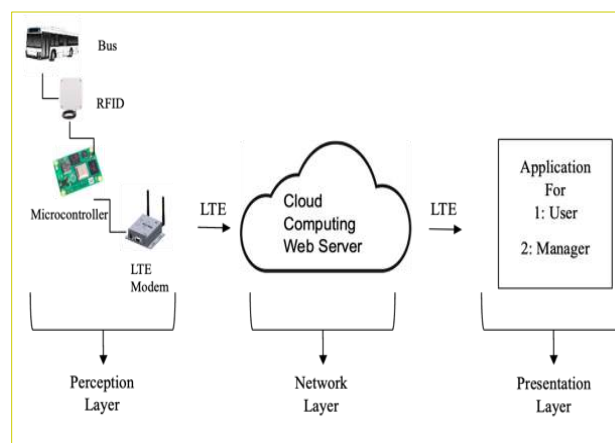 Bus
RFID
Microcontroller
LTE
Modem
LTE
Cloud
Computing
Web Server
LTE
Application
For
1: User
2: Manager
Perception
Layer
Network
Layer
Presentation
Layer